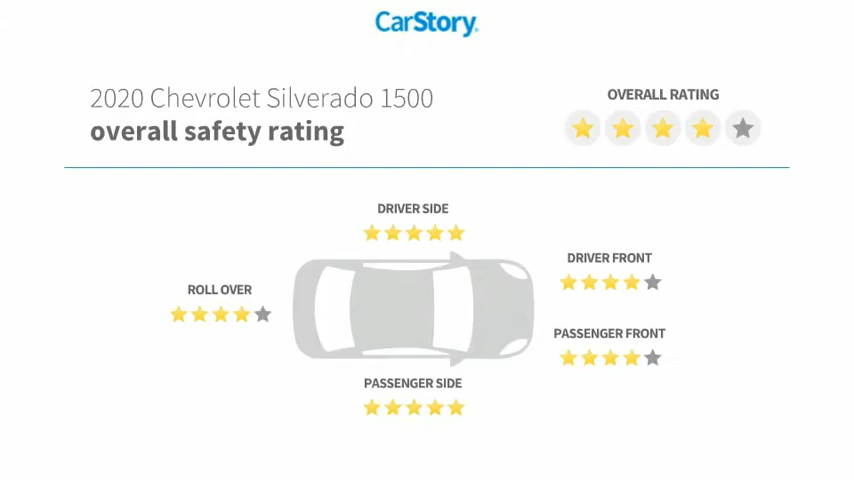 CarStory
2020 Chevrolet Silverado 1500
overall safety rating
OVERALL RATING
DRIVER SIDE
DRIVER FRONT
ROLL OVER
PASSENGER FRONT
PASSENGER SIDE